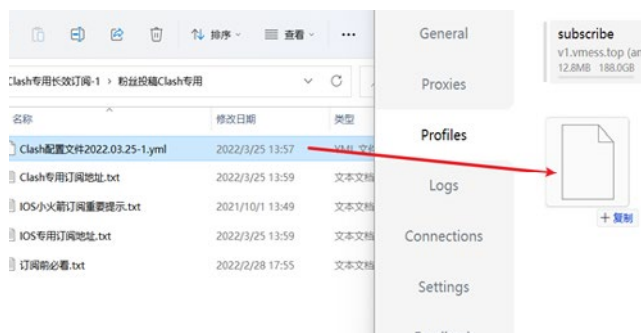 排序
查看
Clash专用长效订阅-1 > 粉丝投稿Clash专用
名称 修改日期 类型
Clash配置文件2022.03.25-1.yml 2022/3/25 13:57 YML 文件
Clash专用订阅地址.txt 2022/3/25 13:59 文本文档
IOS小火箭订阅重要提示.txt 2021/10/1 13:49 文本文档
IOS专用订阅地址.txt 2022/3/25 13:59 文本文档
订阅前必看.txt 2022/2/28 17:55 文本文档
General
Proxies
Profiles
Logs
Connections
Settings
subscribe
v1.vmess.top (an
12.8MB 188.0GB
+ 复制